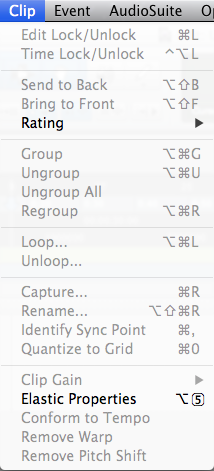 Clip Event AudioSuite O
Edit Lock/Unlock ⌘L
Time Lock/Unlock ^⌥L
Send to Back ⌥⇧B
Bring to Front ⌥⇧F
Rating ▶
Group ⌥⌘G
Ungroup ⌥⌘U
Ungroup All
Regroup ⌥⌘R
Loop... ⌥⌘L
Unloop...
Capture... ⌘R
Rename... ⌥⇧⌘R
Identify Sync Point ⌘,
Quantize to Grid ⌘0
Clip Gain ▶
Elastic Properties ⌥5
Conform to Tempo
Remove Warp
Remove Pitch Shift